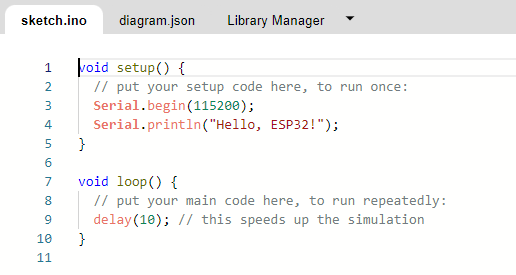 sketch.ino diagram.json Library Manager
1 void setup() {
2 // put your setup code here, to run once:
3 Serial.begin(115200);
4 Serial.println("Hello, ESP32!");
5 }
6
7 void loop() {
8 // put your main code here, to run repeatedly:
9 delay(10); // this speeds up the simulation
10 }
11